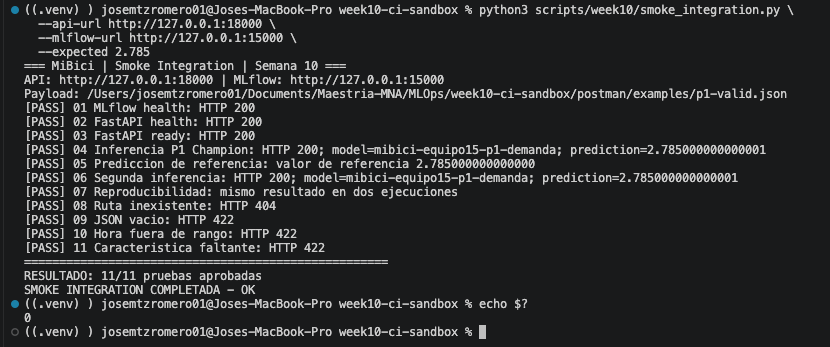 ((.venv) ) josemtzromero01@Joses-MacBook-Pro week10-ci-sandbox % python3 scripts/week10/smoke_integration.py \
--api-url http://127.0.0.1:18000 \
--mlflow-url http://127.0.0.1:15000 \
--expected 2.785
=== MiBici | Smoke Integration | Semana 10 ===
API: http://127.0.0.1:18000 | MLflow: http://127.0.0.1:15000
Payload: /Users/josemtzromero01/Documents/Maestria-MNA/MLOps/week10-ci-sandbox/postman/examples/p1-valid.json
[PASS] 01 MLflow health: HTTP 200
[PASS] 02 FastAPI health: HTTP 200
[PASS] 03 FastAPI ready: HTTP 200
[PASS] 04 Inferencia P1 Champion: HTTP 200; model=mibici-equipo15-p1-demanda; prediction=2.785000000000001
[PASS] 05 Prediccion de referencia: valor de referencia 2.785000000000000
[PASS] 06 Segunda inferencia: HTTP 200; model=mibici-equipo15-p1-demanda; prediction=2.785000000000001
[PASS] 07 Reproducibilidad: mismo resultado en dos ejecuciones
[PASS] 08 Ruta inexistente: HTTP 404
[PASS] 09 JSON vacio: HTTP 422
[PASS] 10 Hora fuera de rango: HTTP 422
[PASS] 11 Caracteristica faltante: HTTP 422
======================================================
RESULTADO: 11/11 pruebas aprobadas
SMOKE INTEGRATION COMPLETADA - OK
((.venv) ) josemtzromero01@Joses-MacBook-Pro week10-ci-sandbox % echo $?
0
((.venv) ) josemtzromero01@Joses-MacBook-Pro week10-ci-sandbox %